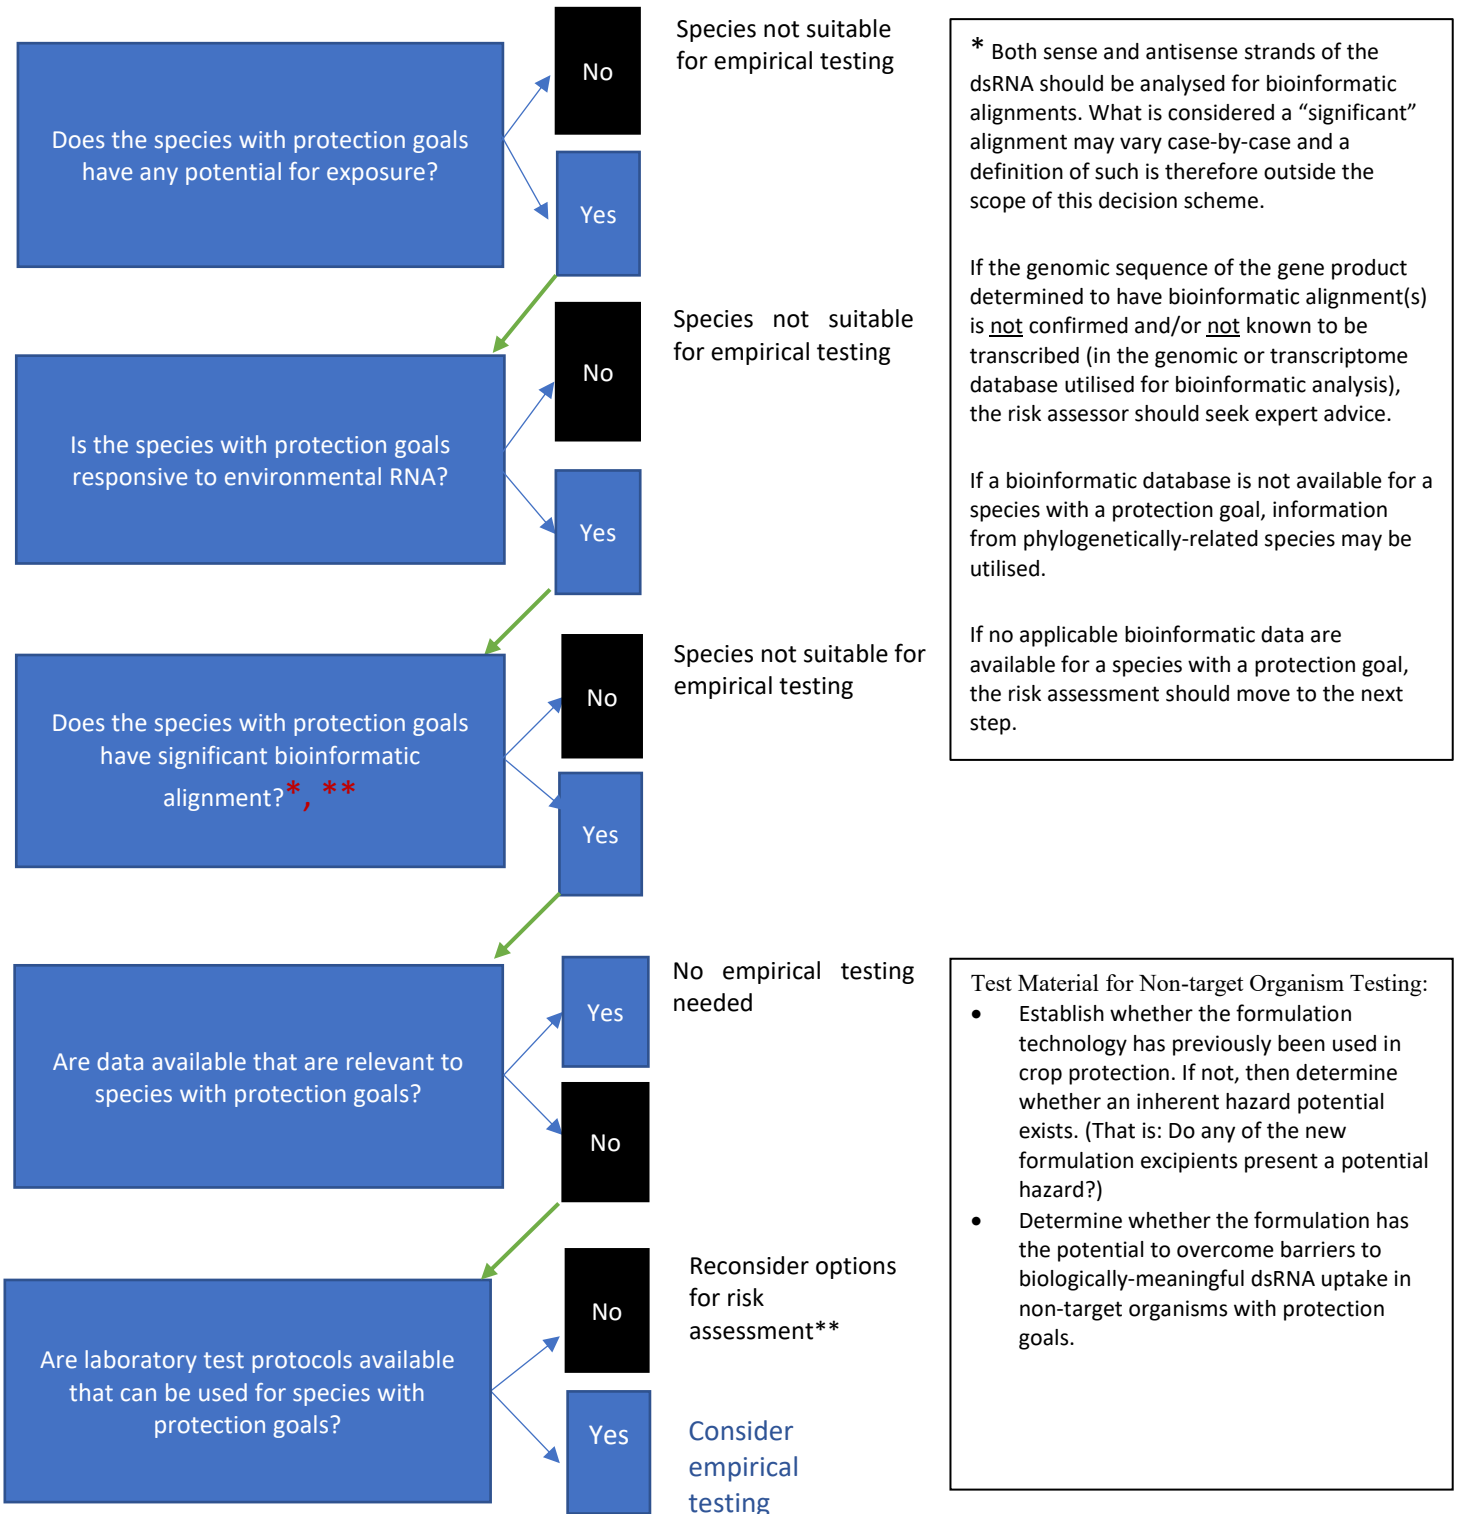 Does the species with protection goals
have any potential for exposure?
No
Species not suitable
for empirical testing
Yes
Is the species with protection goals
responsive to environmental RNA?
No
Species not suitable
for empirical testing
Yes
Does the species with protection goals
have significant bioinformatic
alignment?*, **
No
Species not suitable for
empirical testing
Yes
Are data available that are relevant to
species with protection goals?
Yes
No empirical testing
needed
No
Are laboratory test protocols available
that can be used for species with
protection goals?
No
Reconsider options
for risk
assessment**
Yes
Consider
empirical
testing
* Both sense and antisense strands of the
dsRNA should be analysed for bioinformatic
alignments. What is considered a “significant”
alignment may vary case-by-case and a
definition of such is therefore outside the
scope of this decision scheme.
If the genomic sequence of the gene product
determined to have bioinformatic alignment(s)
is not confirmed and/or not known to be
transcribed (in the genomic or transcriptome
database utilised for bioinformatic analysis),
the risk assessor should seek expert advice.
If a bioinformatic database is not available for a
species with a protection goal, information
from phylogenetically-related species may be
utilised.
If no applicable bioinformatic data are
available for a species with a protection goal,
the risk assessment should move to the next
step.
Test Material for Non-target Organism Testing:
• Establish whether the formulation
technology has previously been used in
crop protection. If not, then determine
whether an inherent hazard potential
exists. (That is: Do any of the new
formulation excipients present a potential
hazard?)
• Determine whether the formulation has
the potential to overcome barriers to
biologically-meaningful dsRNA uptake in
non-target organisms with protection
goals.